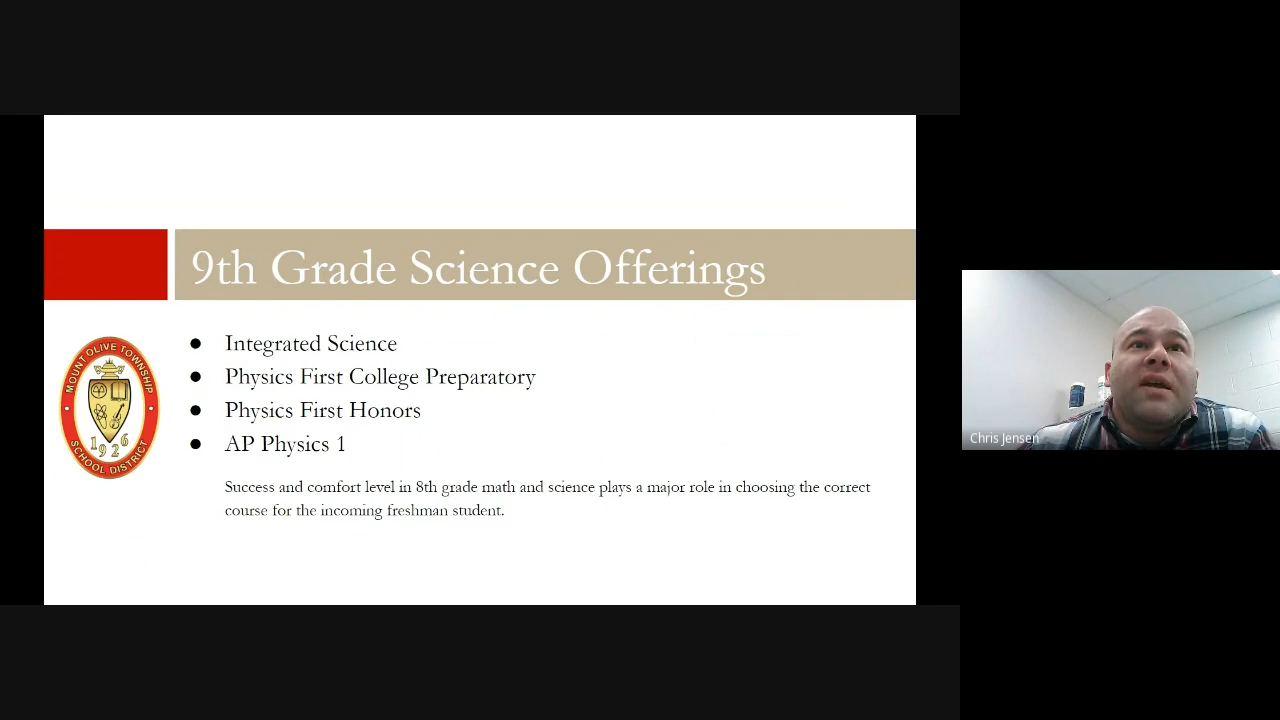 9th Grade Science Offerings
MOUNT OLIVE TOWNSHIP
1926
SCHOOL DISTRICT
● Integrated Science
● Physics First College Preparatory
● Physics First Honors
● AP Physics 1
Success and comfort level in 8th grade math and science plays a major role in choosing the correct
course for the incoming freshman student.
Chris Jensen